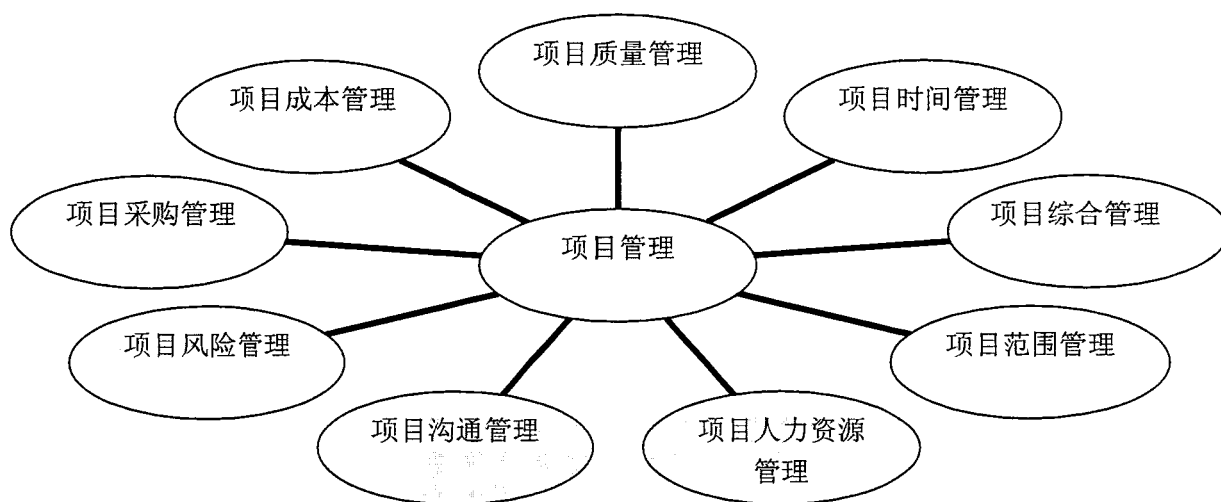 项目质量管理
项目成本管理
项目时间管理
项目采购管理
项目综合管理
项目管理
项目风险管理
项目范围管理
项目沟通管理
项目人力资源
管理